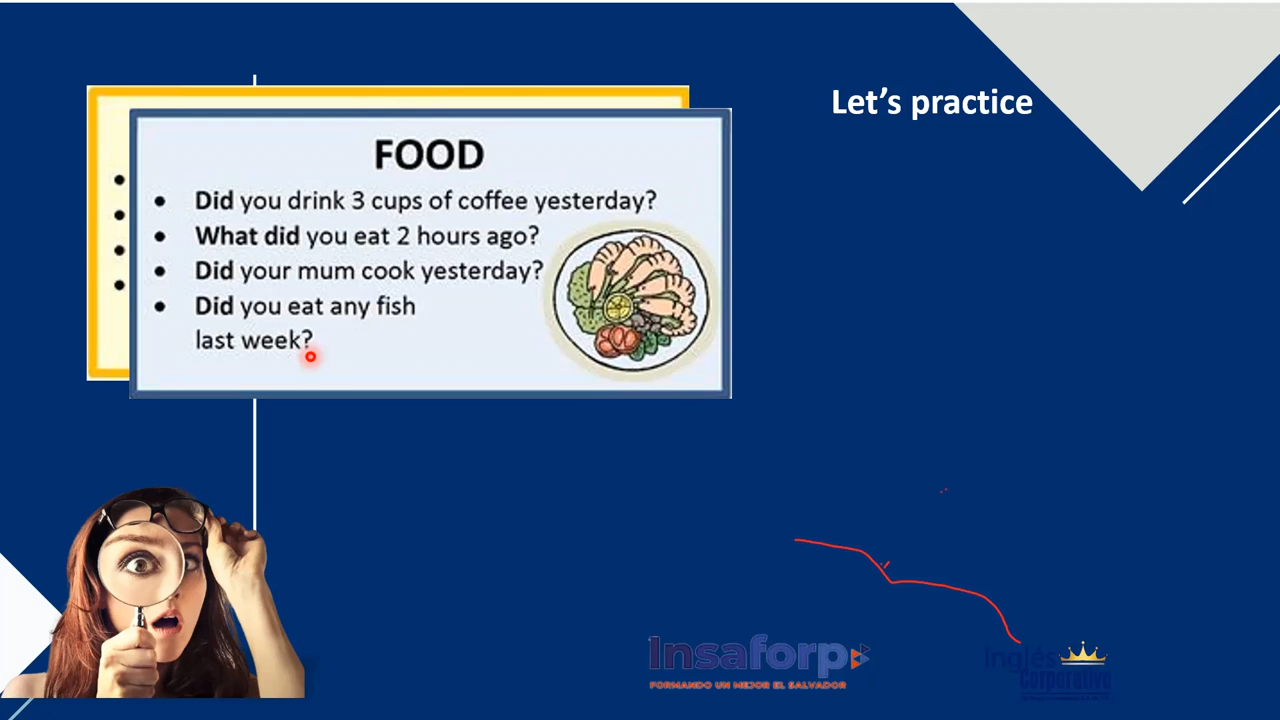 Let's practice
FOOD
• Did you drink 3 cups of coffee yesterday?
• What did you eat 2 hours ago?
• Did your mum cook yesterday?
• Did you eat any fish
last week?
Insaforp
FORMANDO UN MEJOR EL SALVADOR
Inglés
corporativo